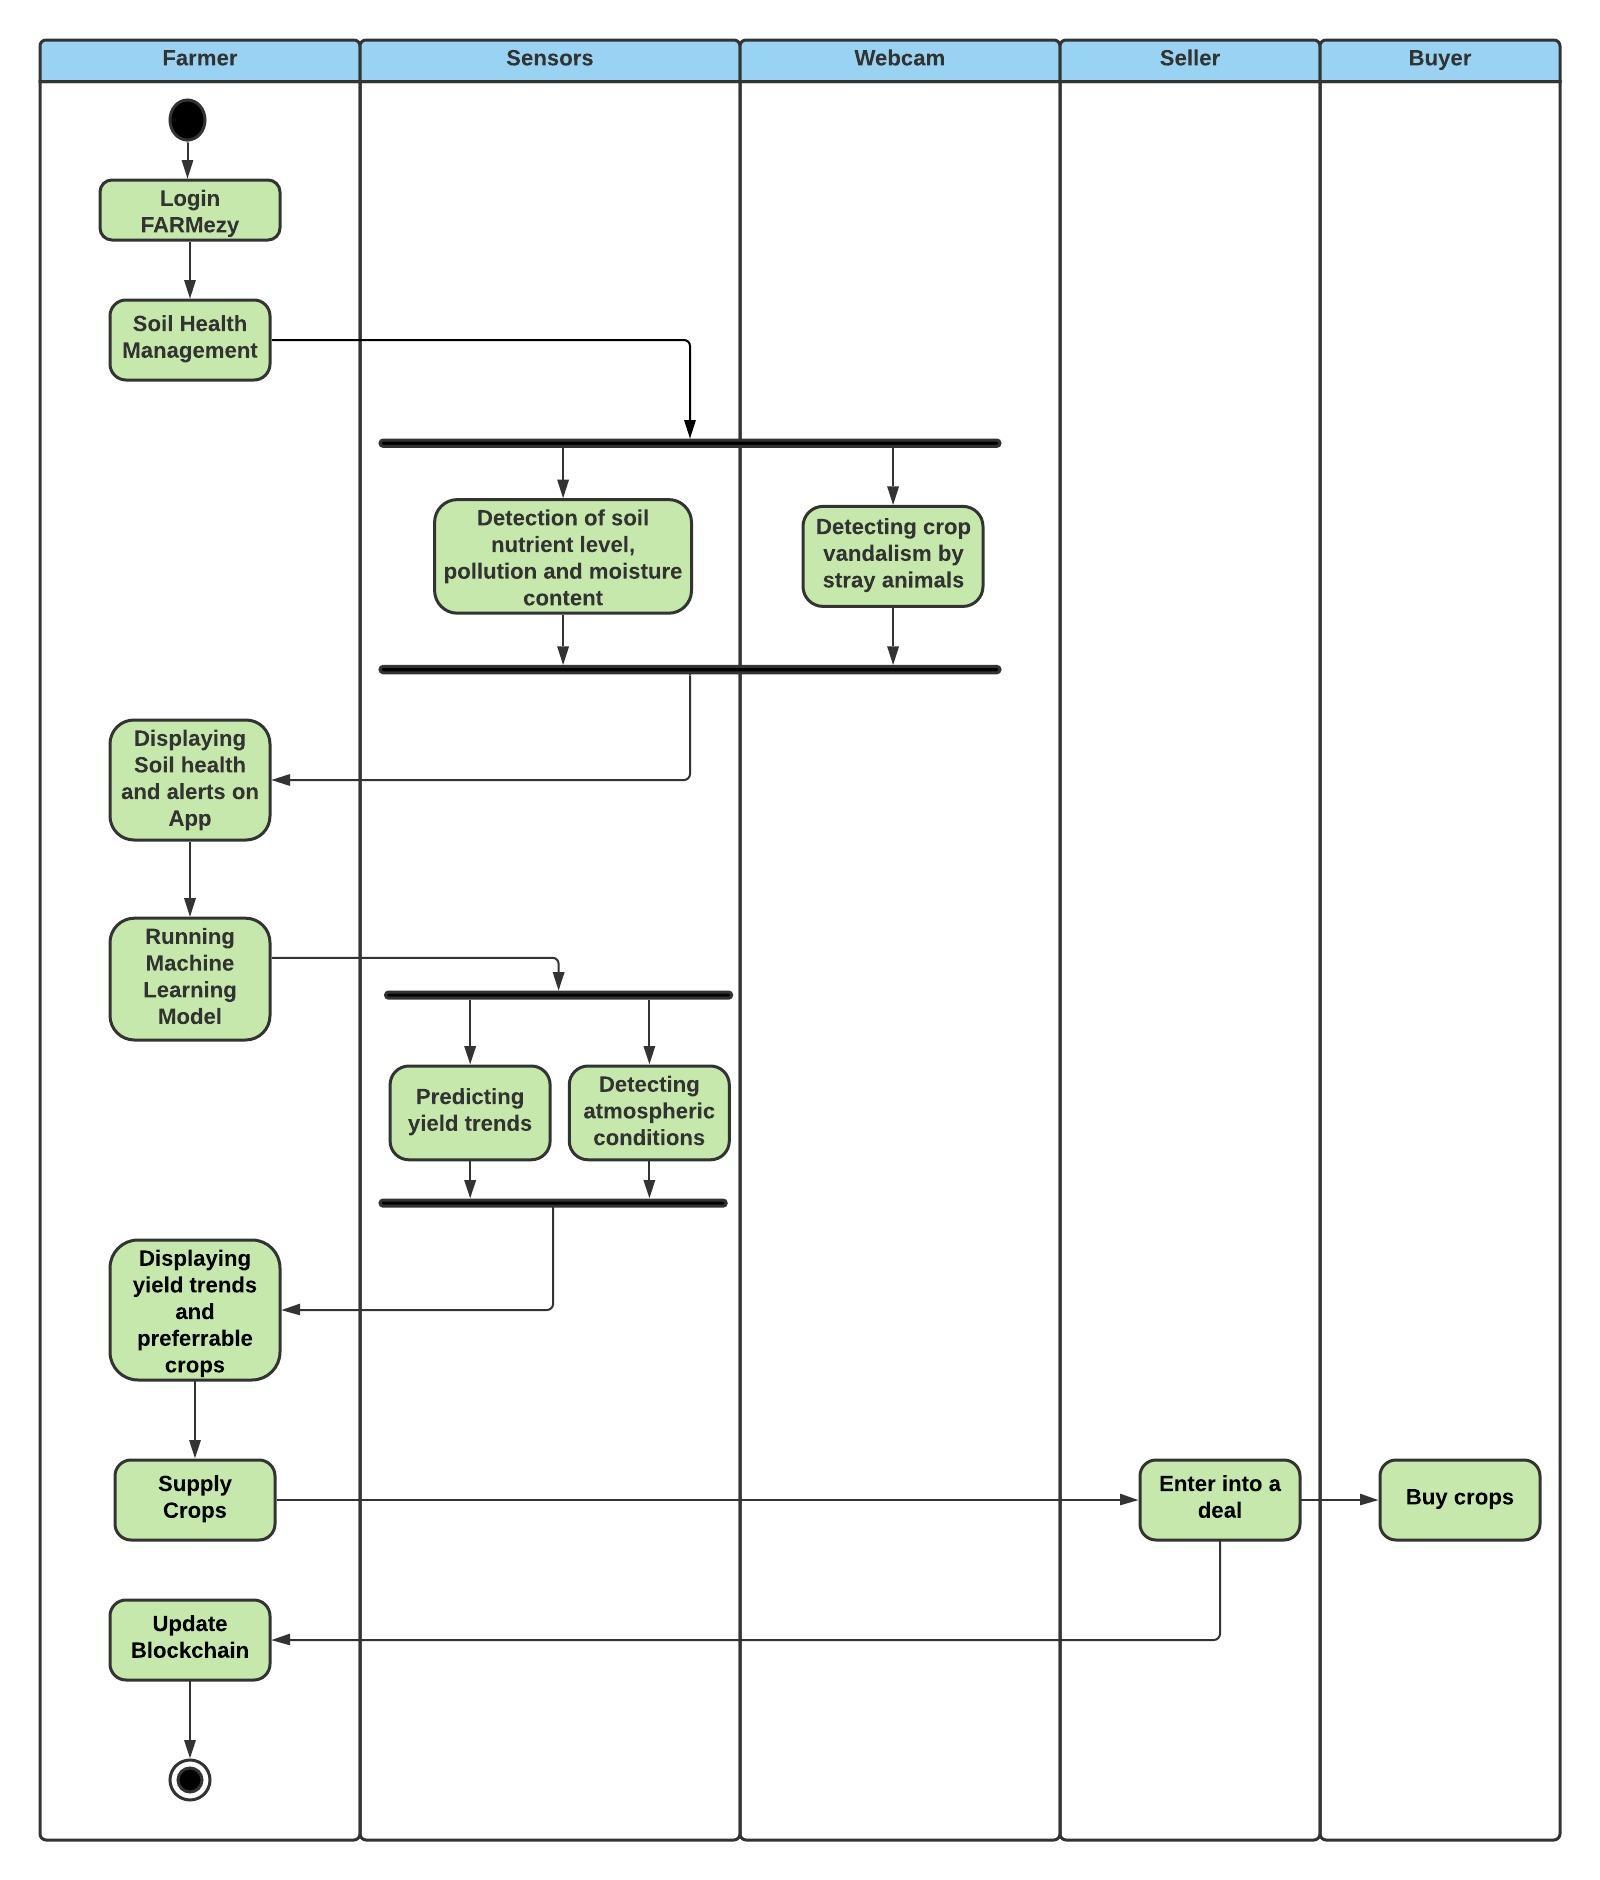 Farmer
Sensors
Webcam
Seller
Buyer
Login
FARMezy
Soil Health
Management
Detection of soil
nutrient level,
pollution and moisture
content
Detecting crop
vandalism by
stray animals
Displaying
Soil health
and alerts on
App
Running
Machine
Learning
Model
Predicting
yield trends
Detecting
atmospheric
conditions
Displaying
yield trends
and
preferrable
crops
Supply
Crops
Enter into a
deal
Buy crops
Update
Blockchain